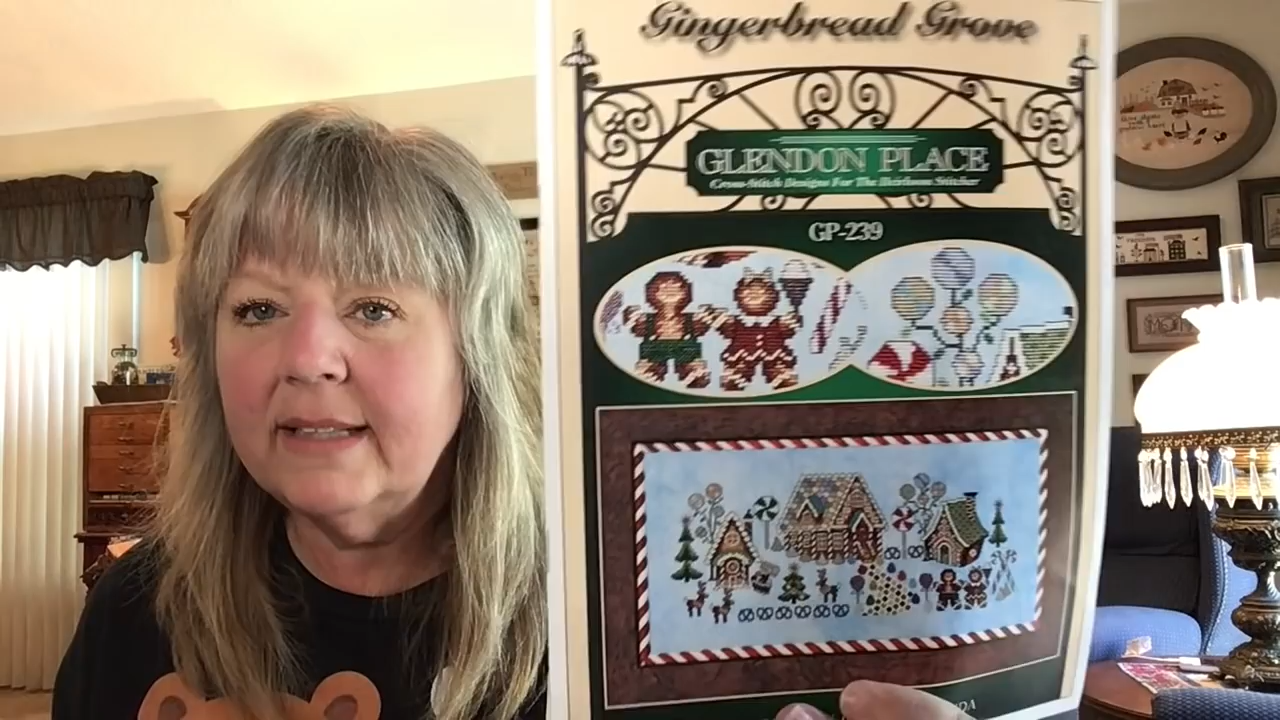 Gingerbread Grove
GLENDON PLACE
Cross-Stitch Designs For The Heirloom Stitcher
GP-239